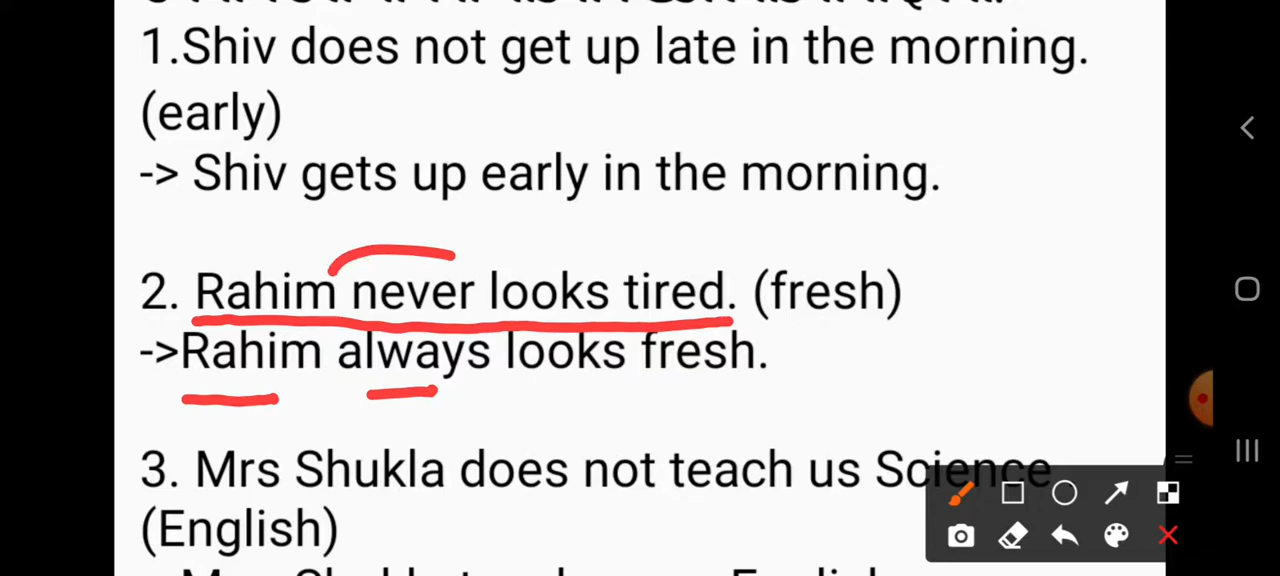 1.Shiv does not get up late in the morning.
(early)
-> Shiv gets up early in the morning.
2. Rahim never looks tired. (fresh)
->Rahim always looks fresh.
3. Mrs Shukla does not teach us Science
(English)